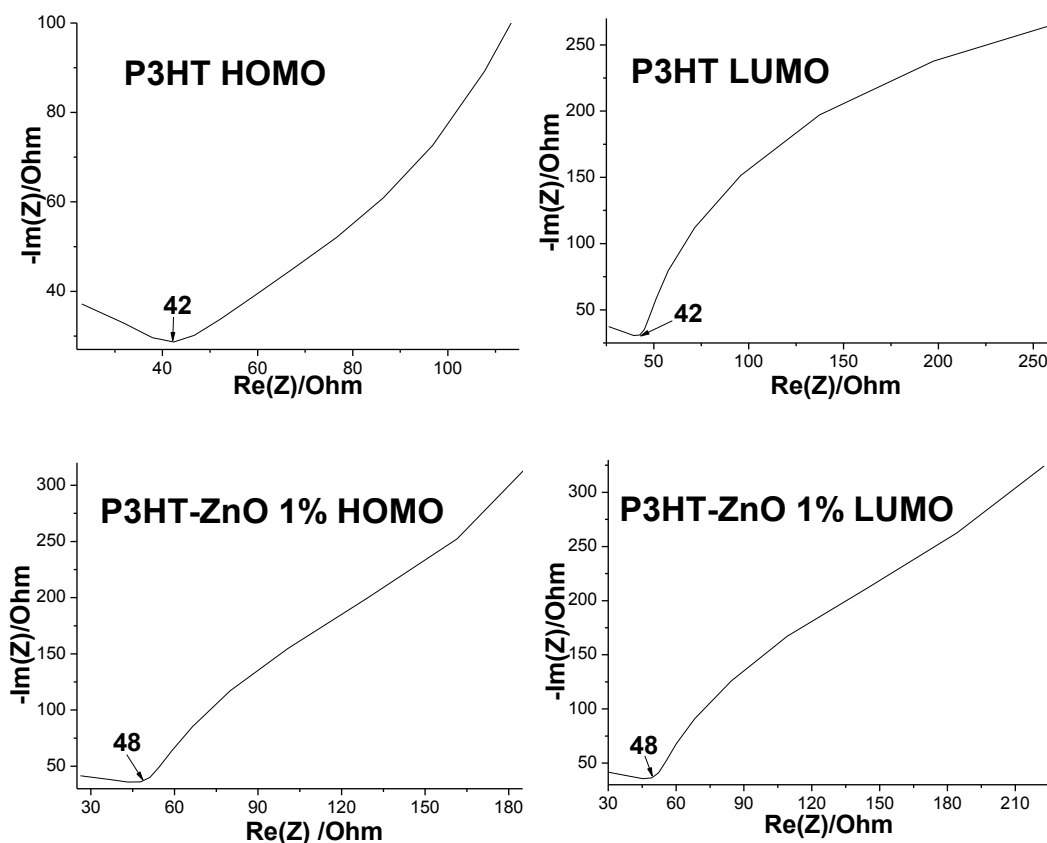 P3HT HOMO
-Im(Z)/Ohm
100
80
60
40
42
40 60 80 100
Re(Z)/Ohm
P3HT LUMO
-Im(Z)/Ohm
250
200
150
100
50
42
50 100 150 200 250
Re(Z)/Ohm
P3HT-ZnO 1% HOMO
-Im(Z)/Ohm
300
250
200
150
100
50
48
30 60 90 120 150 180
Re(Z) /Ohm
P3HT-ZnO 1% LUMO
-Im(Z)/Ohm
300
250
200
150
100
50
48
30 60 90 120 150 180 210
Re(Z)/Ohm